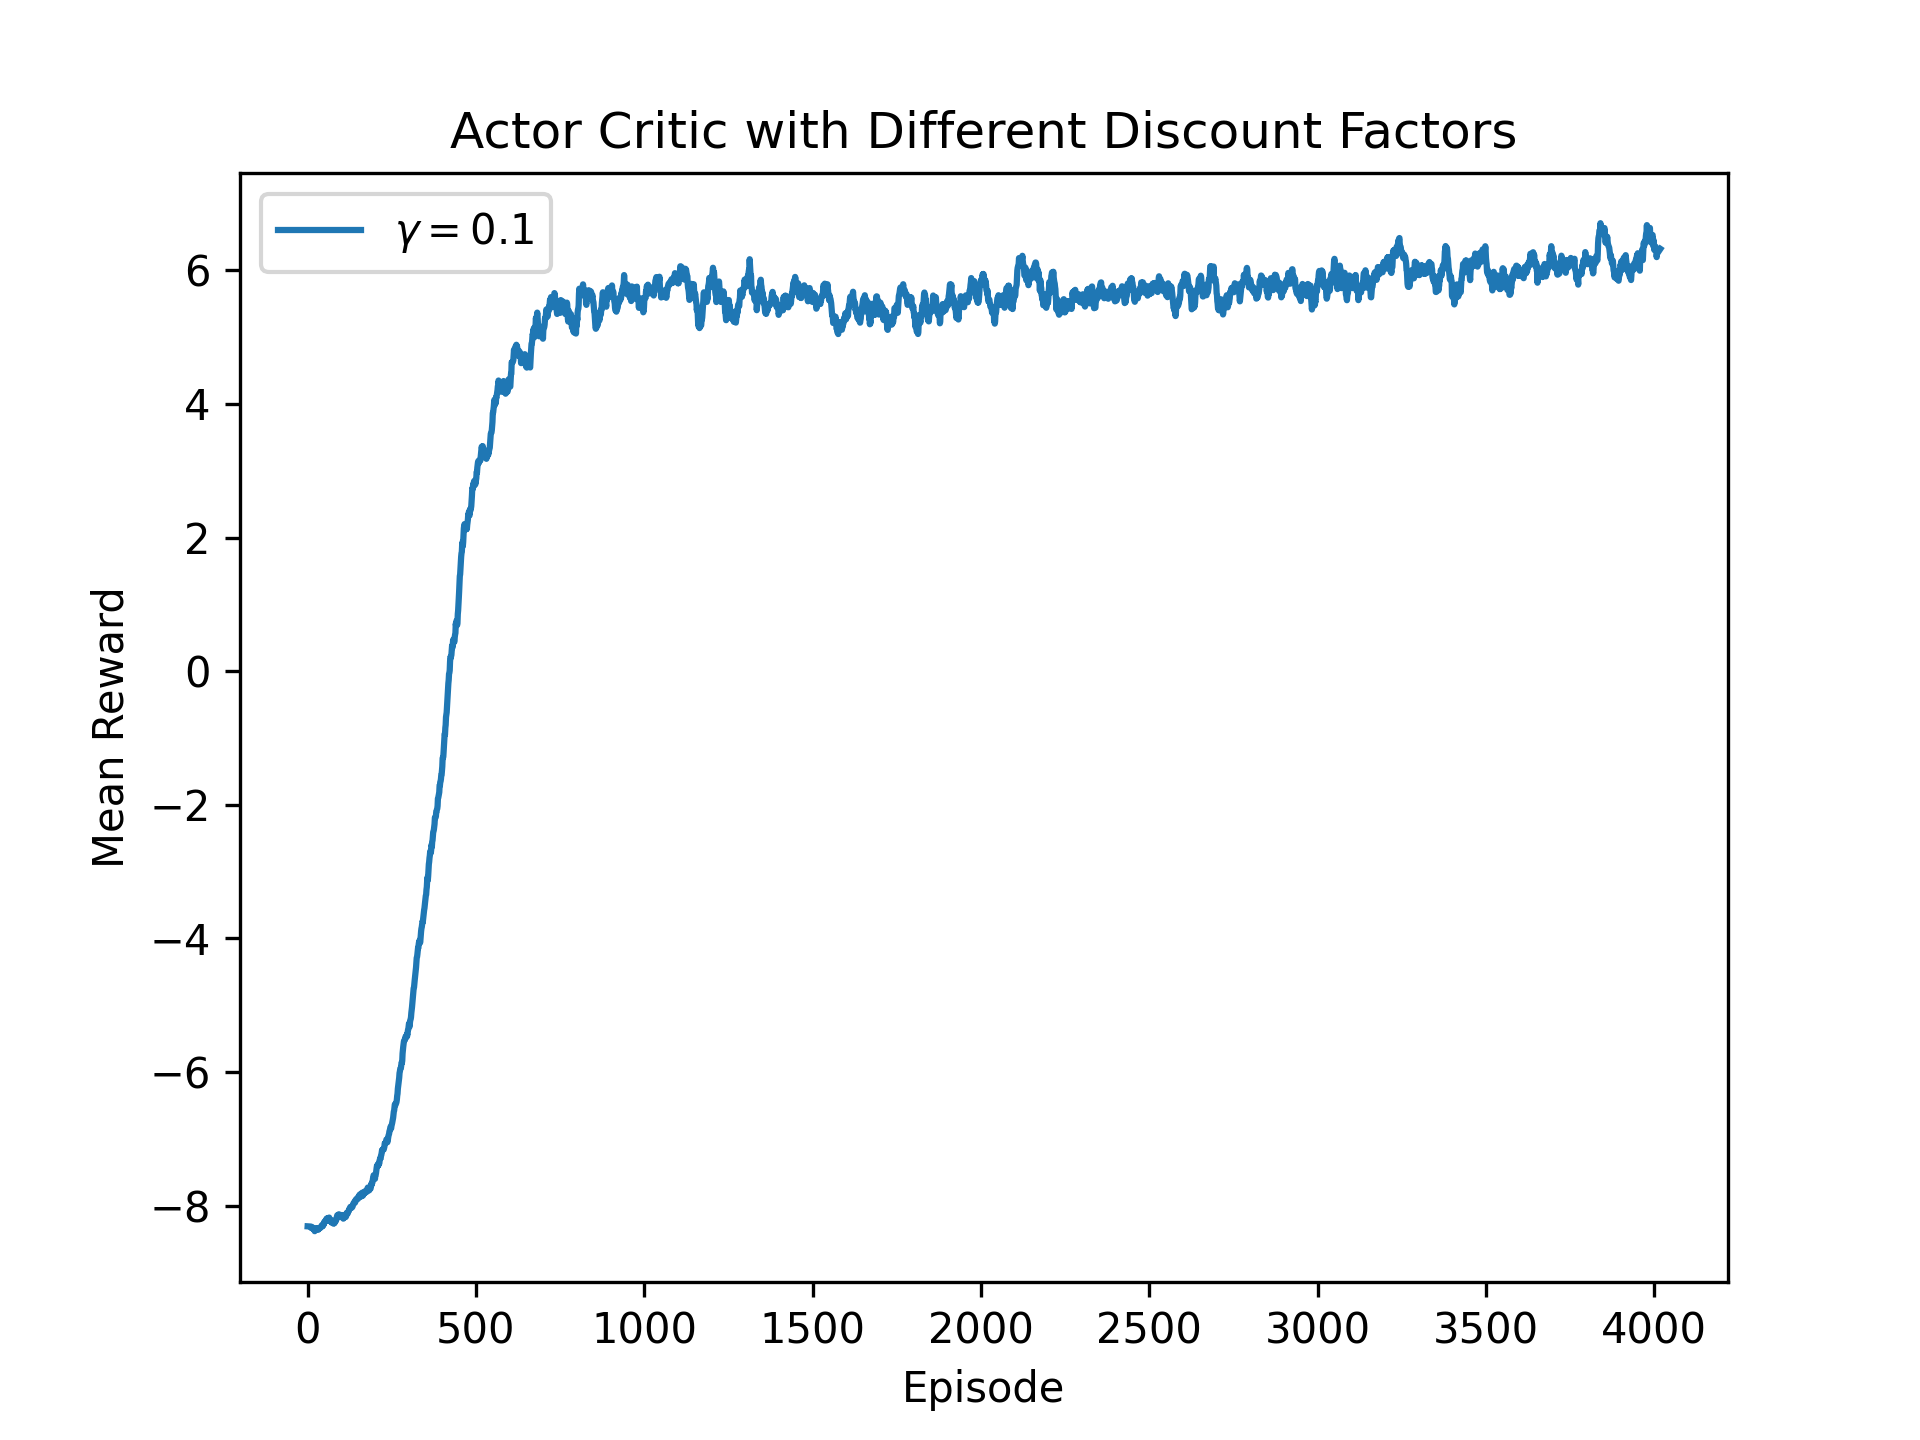 Actor Critic with Different Discount Factors
γ = 0.1
6
4
2
0
−2
−4
−6
−8
Mean Reward
0 500 1000 1500 2000 2500 3000 3500 4000
Episode